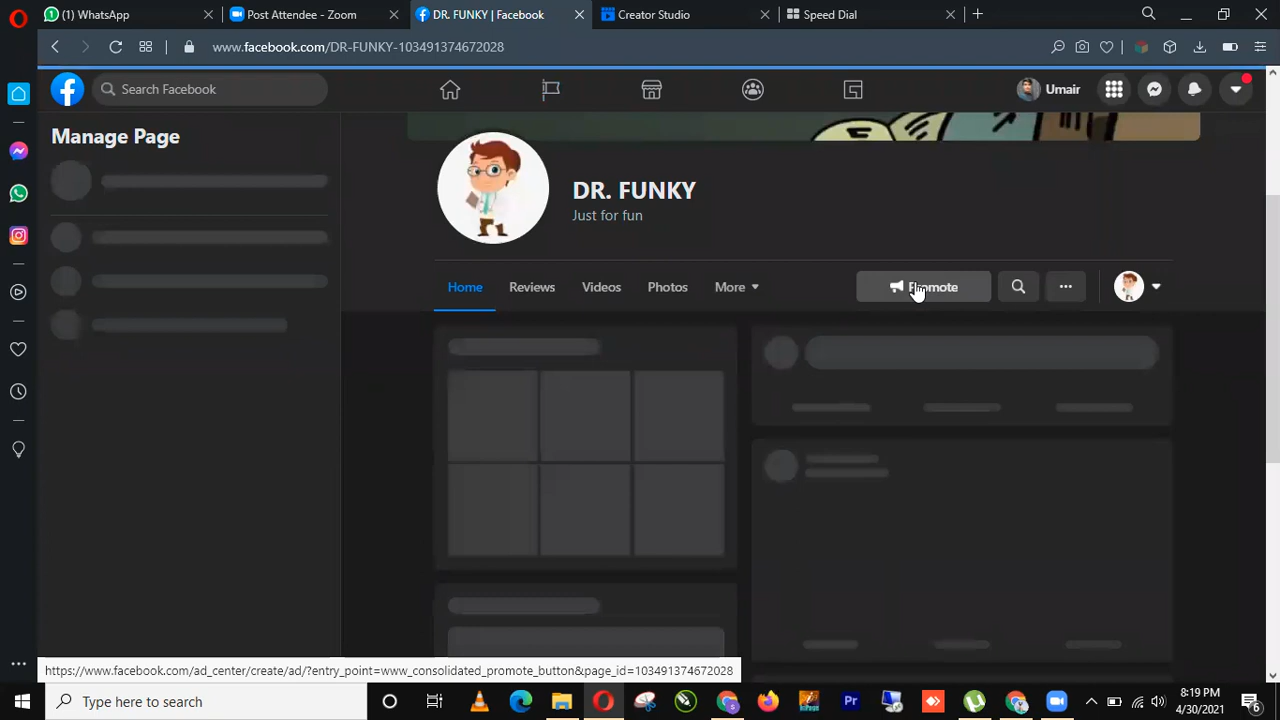 (1) WhatsApp
Post Attendee - Zoom
DR. FUNKY | Facebook
Creator Studio
Speed Dial
www.facebook.com/DR-FUNKY-103491374672028
Search Facebook
Umair
Manage Page
DR. FUNKY
Just for fun
Home
Reviews
Videos
Photos
More
Promote
https://www.facebook.com/ad_center/create/ad/?entry_point=www_consolidated_promote_button&page_id=103491374672028
Type here to search
Pr
8:19 PM
4/30/2021
6